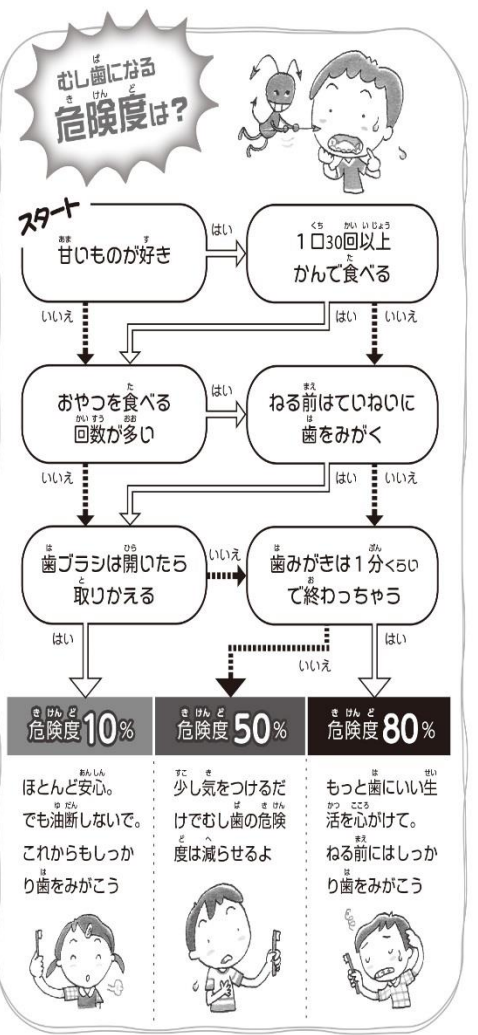 むし歯になる
危険度は？
スタート
甘いものが好き
はい
1口30回以上
かんで食べる
いいえ
はい
いいえ
おやつを食べる
回数が多い
はい
ねる前はていねいに
歯をみがく
いいえ
はい
いいえ
歯ブラシは開いたら
取りかえる
いいえ
歯みがきは1分くらい
で終わっちゃう
はい
いいえ
はい
危険度10%
ほとんど安心。
でも油断しないで。
これからもしっか
り歯をみがこう
危険度50%
少し気をつけるだ
けでむし歯の危険
度は減らせるよ
危険度80%
もっと歯にいい生
活を心がけて。
ねる前にはしっか
り歯をみがこう